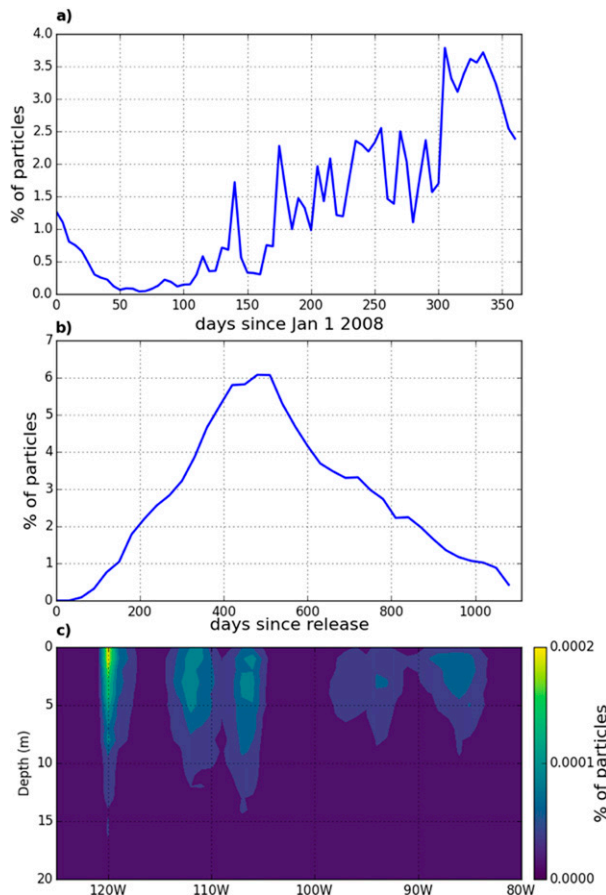 a)
4.0
3.5
3.0
2.5
2.0
1.5
1.0
0.5
0.0
% of particles
0 50 100 150 200 250 300 350
days since Jan 1 2008
b)
7
6
5
4
3
2
1
0
% of particles
0 200 400 600 800 1000
days since release
c)
0
5
10
15
20
Depth (m)
120W 110W 100W 90W 80W
0.0002
0.0001
0.0000
% of particles